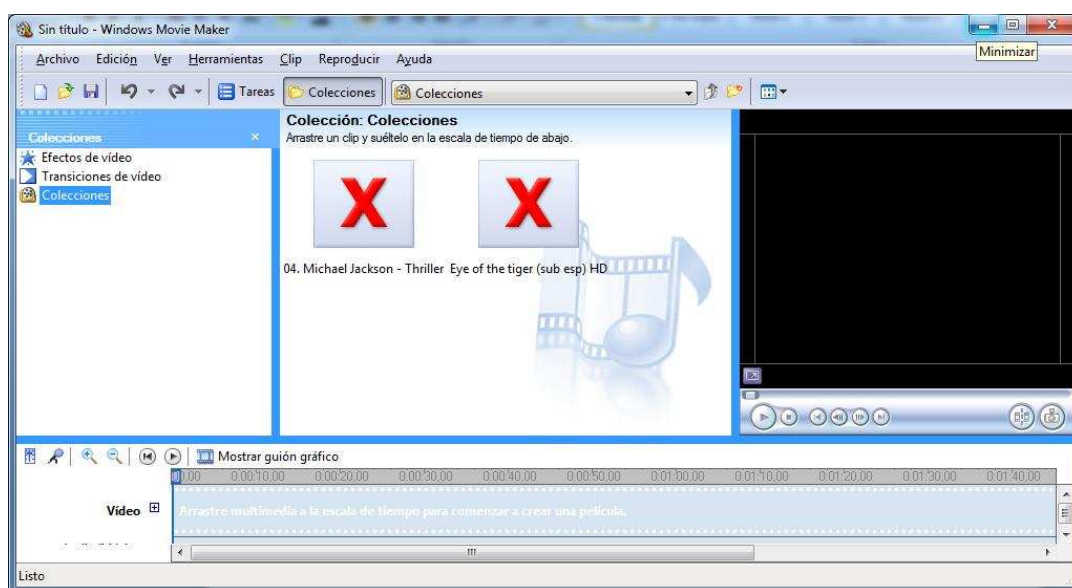 Sin título - Windows Movie Maker
Minimizar
Archivo Edición Ver Herramientas Clip Reproducir Ayuda
Tareas Colecciones Colecciones
Colecciones
Efectos de vídeo
Transiciones de vídeo
Colecciones
Colección: Colecciones
Arrastre un clip y suéltelo en la escala de tiempo de abajo.
04. Michael Jackson - Thriller Eye of the tiger (sub esp) HD
Mostrar guión gráfico
0:00:10,00 0:00:20,00 0:00:30,00 0:00:40,00 0:00:50,00 0:01:00,00 0:01:10,00 0:01:20,00 0:01:30,00 0:01:40,00
Vídeo
Arrastre multimedia a la escala de tiempo para comenzar a crear una película.
Listo